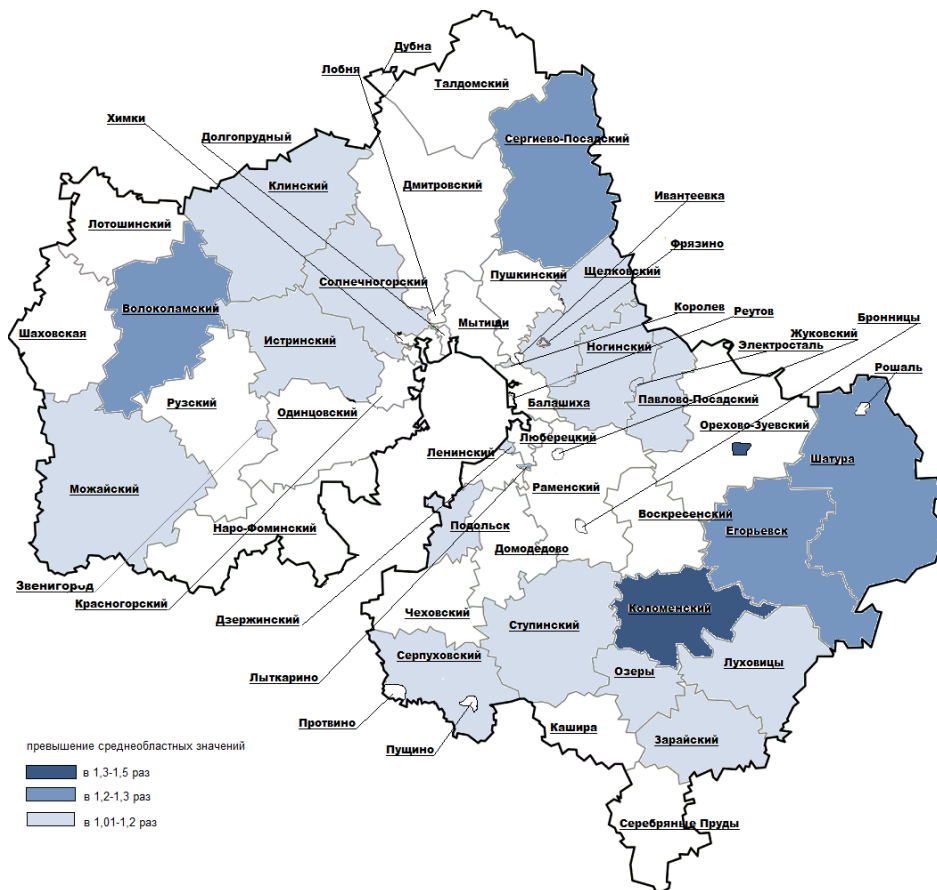 Дубна
Лобня
Талдомский
Химки
Долгопрудный
Сергиево-Посадский
Клинский
Дмитровский
Ивантеевка
Лотошинский
Фрязино
Пушкинский
Щелковский
Солнечногорский
Волоколамский
Королев
Реутов
Бронницы
Шаховская
Мытищи
Жуковский
Истринский
Ногинский
Электросталь
Рошаль
Рузский
Одинцовский
Балашиха
Павлово-Посадский
Орехово-Зуевский
Люберецкий
Ленинский
Шатура
Можайский
Раменский
Воскресенский
Наро-Фоминский
Подольск
Егорьевск
Домодедово
Звенигород
Красногорский
Чеховский
Коломенский
Дзержинский
Ступинский
Серпуховский
Озеры
Луховицы
Лыткарино
Протвино
Кашира
Зарайский
Пущино
превышение среднеобластных значений
в 1,3-1,5 раз
в 1,2-1,3 раз
в 1,01-1,2 раз
Серебряные Пруды